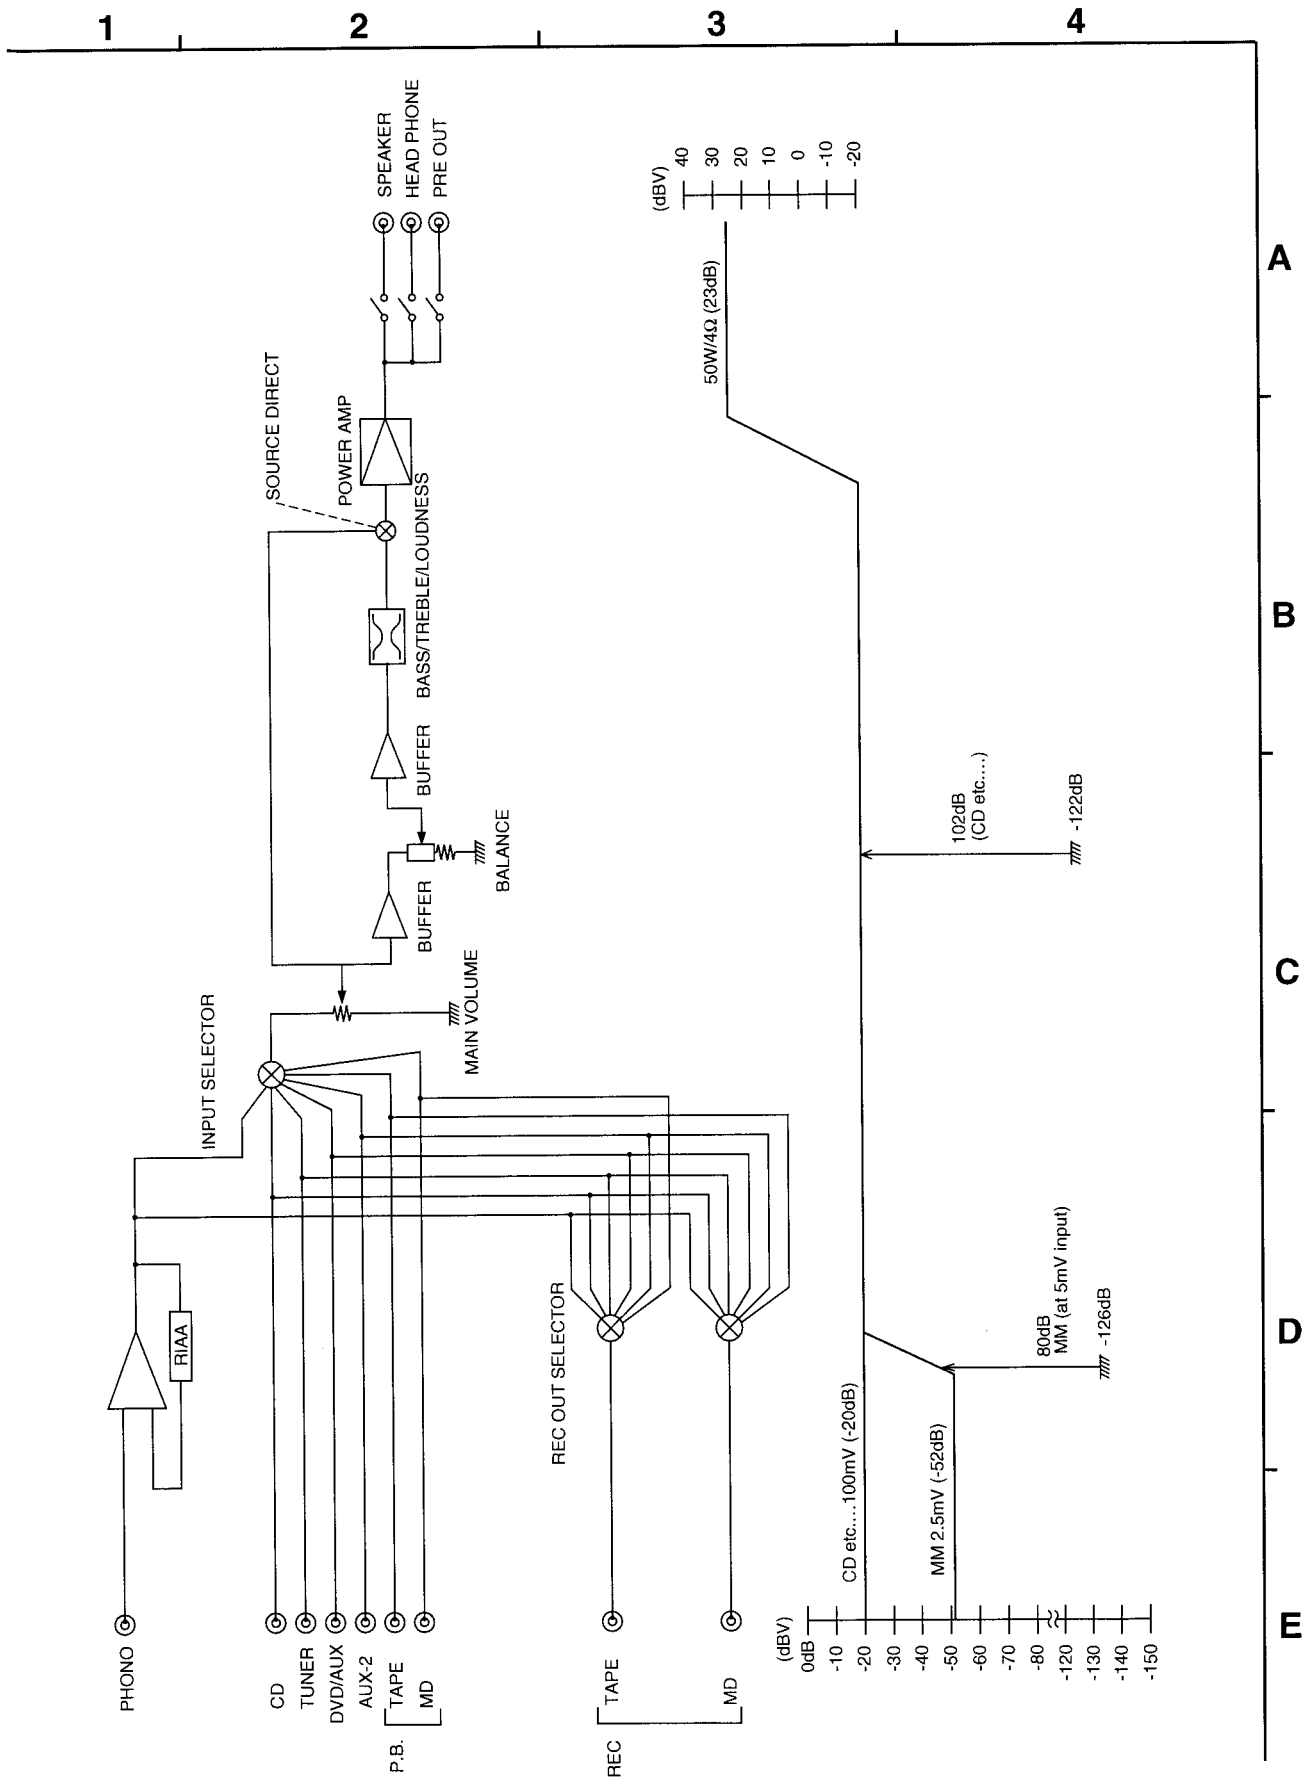 1
2
3
4
A
B
C
D
E
SPEAKER
HEAD PHONE
PRE OUT
SOURCE DIRECT
POWER AMP
BASS/TREBLE/LOUDNESS
BUFFER
BALANCE
BUFFER
MAIN VOLUME
INPUT SELECTOR
RIAA
REC OUT SELECTOR
PHONO
CD
TUNER
DVD/AUX
AUX-2
TAPE
MD
P.B.
TAPE
MD
REC
(dBV)
40
30
20
10
0
-10
-20
50W/4Ω (23dB)
102dB
(CD etc....)
-122dB
80dB
MM (at 5mV input)
-126dB
CD etc....100mV (-20dB)
MM 2.5mV (-52dB)
(dBV)
0dB
-10
-20
-30
-40
-50
-60
-70
-80
-120
-130
-140
-150